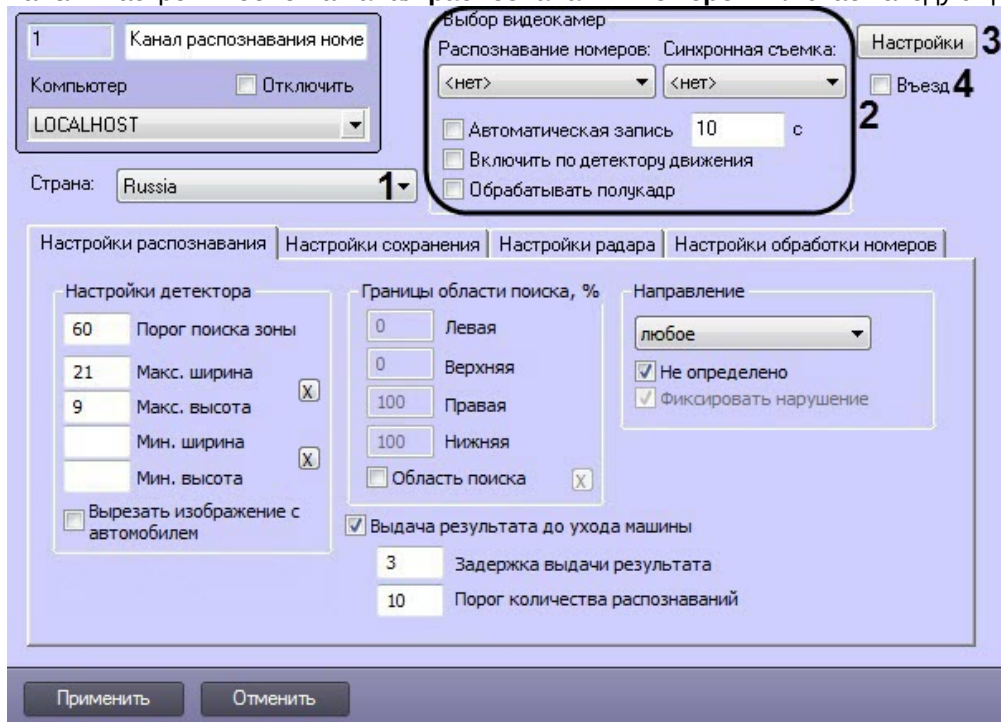 1
Канал распознавания номе
Компьютер
Отключить
LOCALHOST
Страна:
Russia
1
Выбор видеокамер
Распознавание номеров:
Синхронная съемка:
<нет>
<нет>
Автоматическая запись
10
с
Включить по детектору движения
Обрабатывать полукадр
2
Настройки
3
Въезд
4
Настройки распознавания
Настройки сохранения
Настройки радара
Настройки обработки номеров
Настройки детектора
60
Порог поиска зоны
21
Макс. ширина
X
9
Макс. высота
Мин. ширина
X
Мин. высота
Вырезать изображение с
автомобилем
Границы области поиска, %
0
Левая
0
Верхняя
100
Правая
100
Нижняя
Область поиска
X
Направление
любое
Не определено
Фиксировать нарушение
Выдача результата до ухода машины
3
Задержка выдачи результата
10
Порог количества распознаваний
Применить
Отменить